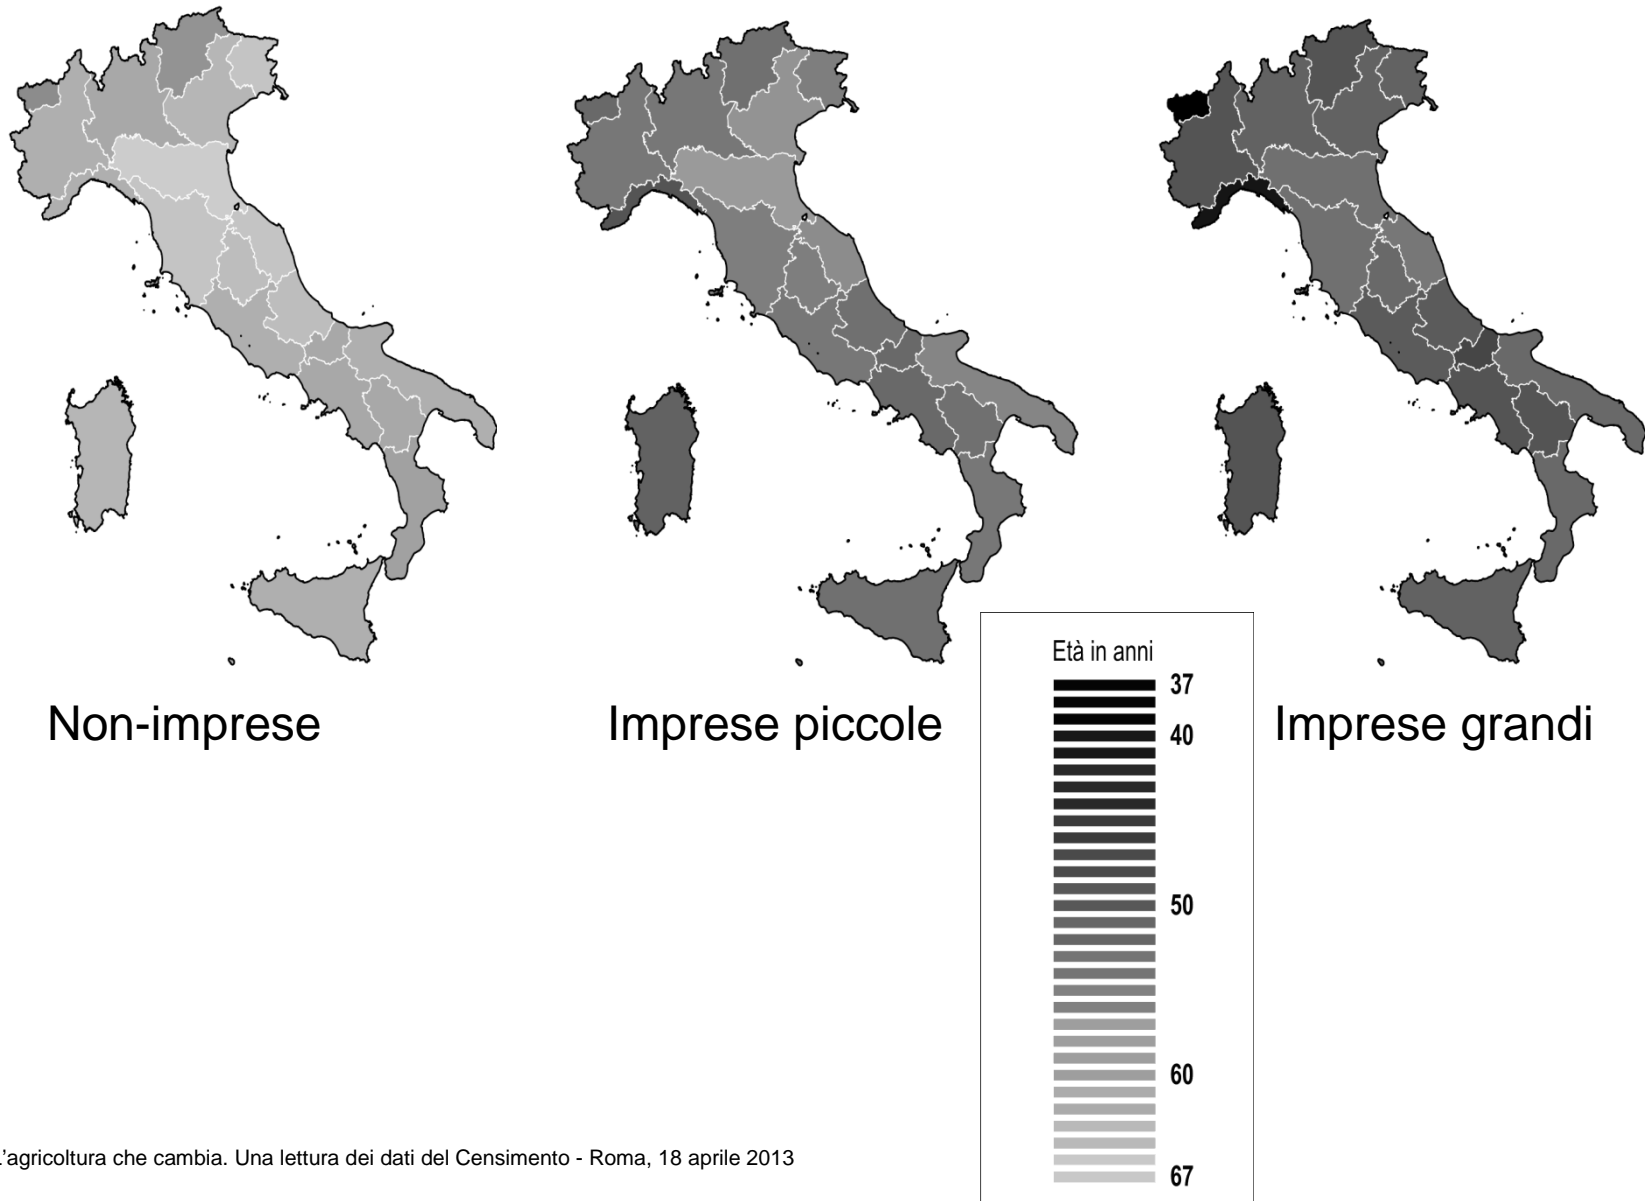 Non-imprese
Imprese piccole
Imprese grandi
Età in anni
37
40
50
60
67
L'agricoltura che cambia. Una lettura dei dati del Censimento - Roma, 18 aprile 2013